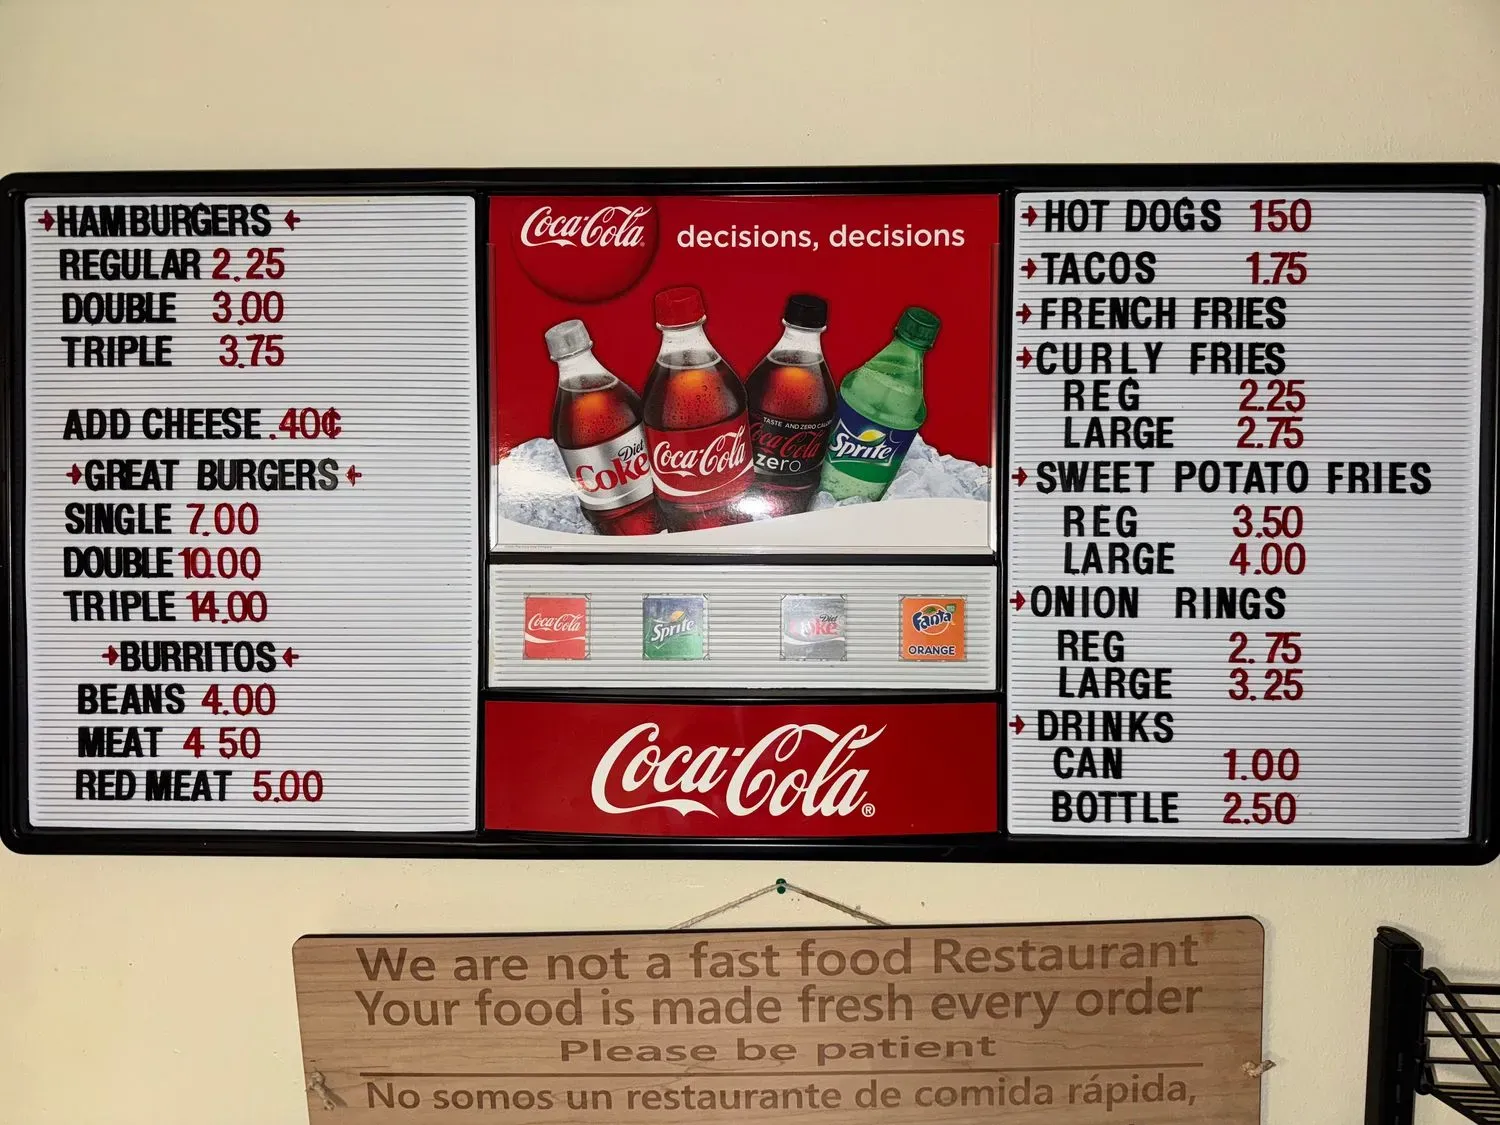 HAMBURGERS
REGULAR 2.25
DOUBLE 3.00
TRIPLE 3.75
ADD CHEESE .40¢
GREAT BURGERS
SINGLE 7.00
DOUBLE 10.00
TRIPLE 14.00
BURRITOS
BEANS 4.00
MEAT 4 50
RED MEAT 5.00
Coca-Cola
decisions, decisions
Diet Coke
Coca-Cola
TASTE AND ZERO
Coca-Cola
zero
Sprite
Coca-Cola
Sprite
Diet Coke
Fanta
ORANGE
Coca-Cola®
HOT DOGS 150
TACOS 1.75
FRENCH FRIES
CURLY FRIES
REG 2.25
LARGE 2.75
SWEET POTATO FRIES
REG 3.50
LARGE 4.00
ONION RINGS
REG 2.75
LARGE 3.25
DRINKS
CAN 1.00
BOTTLE 2.50
We are not a fast food Restaurant
Your food is made fresh every order
Please be patient
No somos un restaurante de comida rápida,